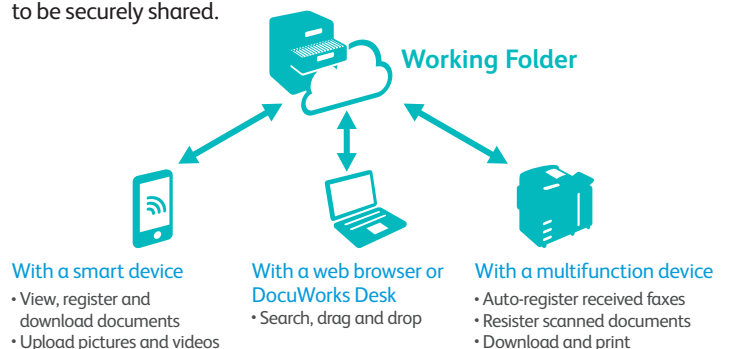 to be securely shared.
Working Folder
With a smart device
• View, register and
download documents
• Upload pictures and videos
With a web browser or
DocuWorks Desk
• Search, drag and drop
With a multifunction device
• Auto-register received faxes
• Resister scanned documents
• Download and print